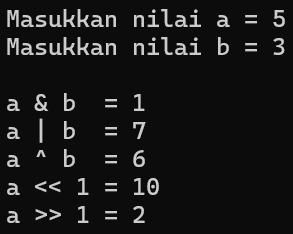 Masukkan nilai a = 5
Masukkan nilai b = 3
a & b  = 1
a | b  = 7
a ^ b  = 6
a << 1 = 10
a >> 1 = 2